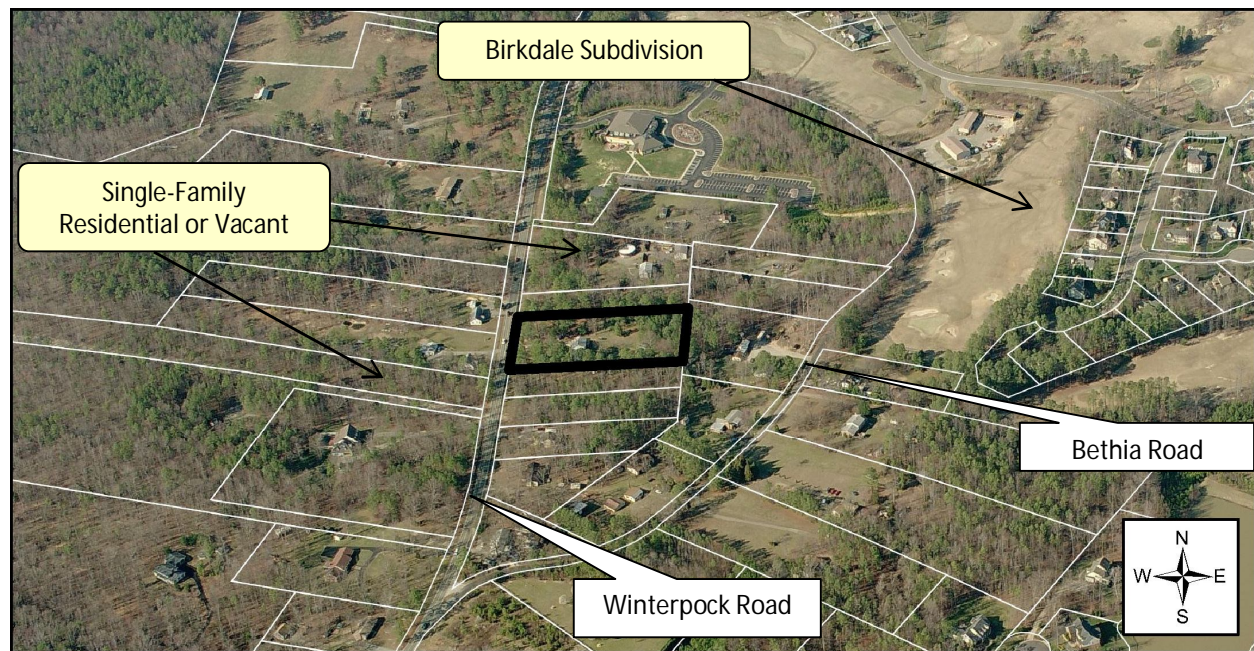 Birkdale Subdivision
Single-Family
Residential or Vacant
Bethia Road
Winterpock Road
N
W E
S